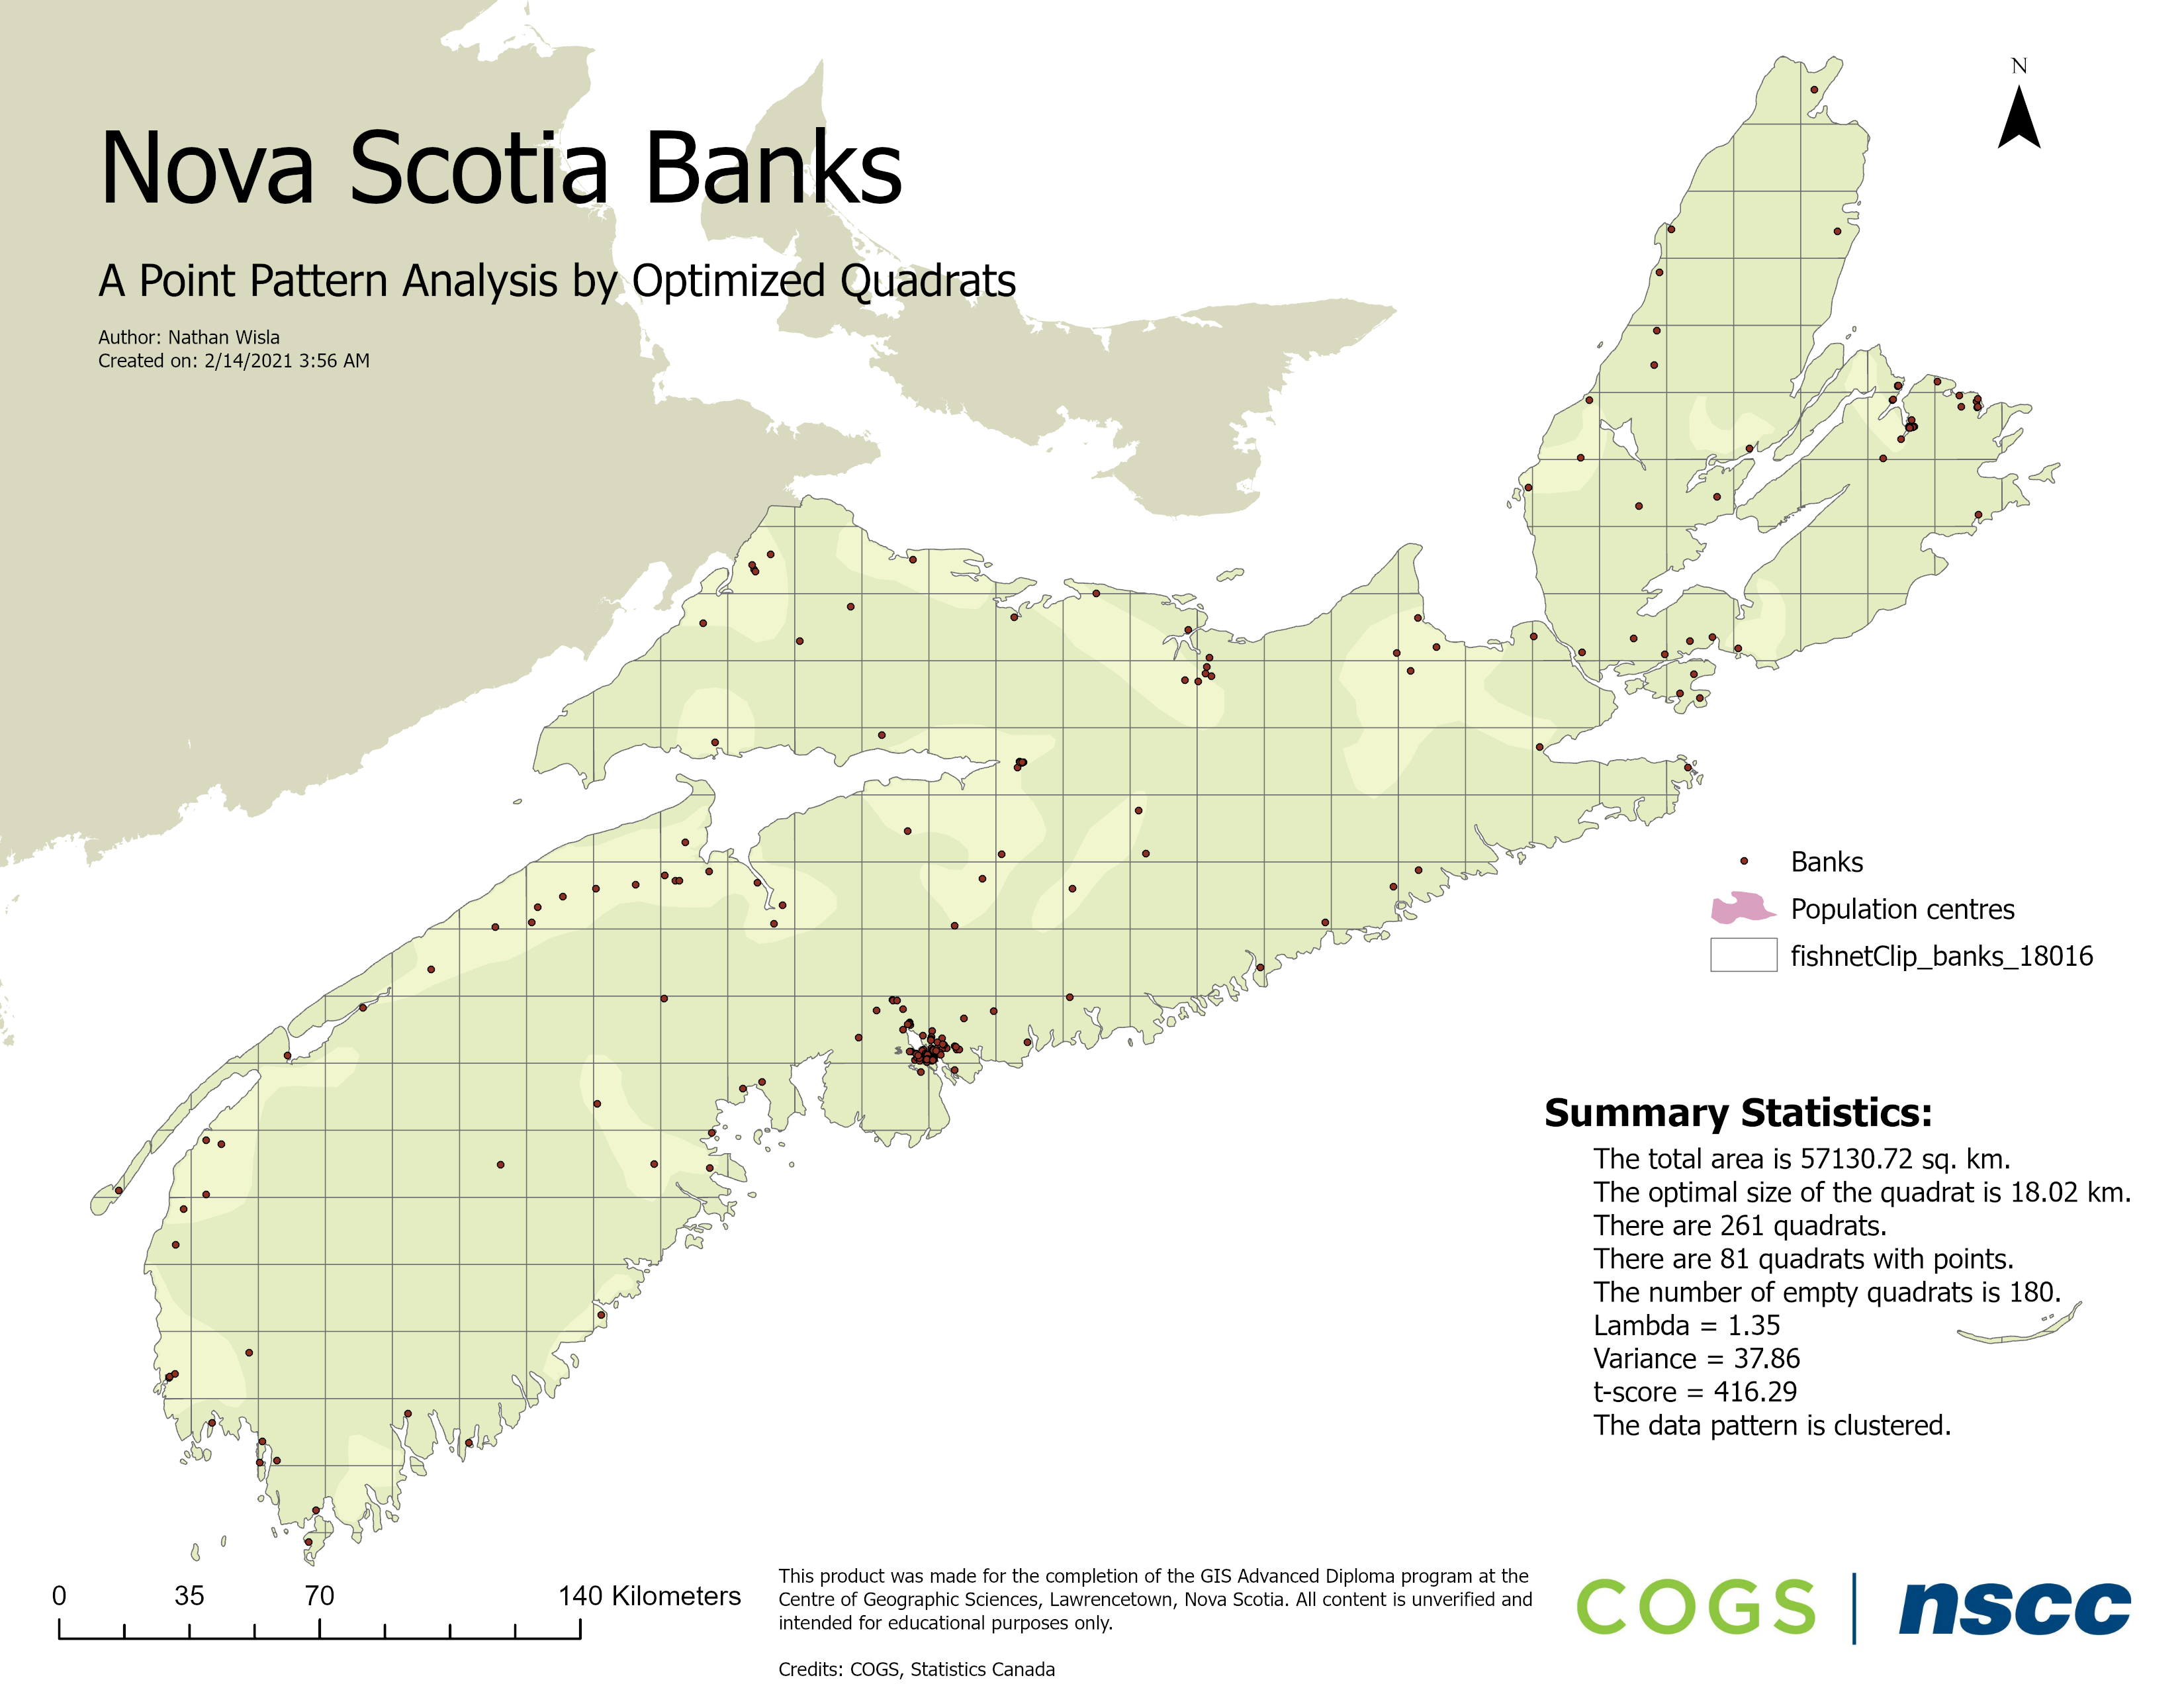 Nova Scotia Banks
A Point Pattern Analysis by Optimized Quadrats
Author: Nathan Wisla
Created on: 2/14/2021 3:56 AM
N
Banks
Population centres
fishnetClip_banks_18016
Summary Statistics:
The total area is 57130.72 sq. km.
The optimal size of the quadrat is 18.02 km.
There are 261 quadrats.
There are 81 quadrats with points.
The number of empty quadrats is 180.
Lambda = 1.35
Variance = 37.86
t-score = 416.29
The data pattern is clustered.
0 35 70 140 Kilometers
This product was made for the completion of the GIS Advanced Diploma program at the
Centre of Geographic Sciences, Lawrencetown, Nova Scotia. All content is unverified and
intended for educational purposes only.
Credits: COGS, Statistics Canada
COGS | nscc